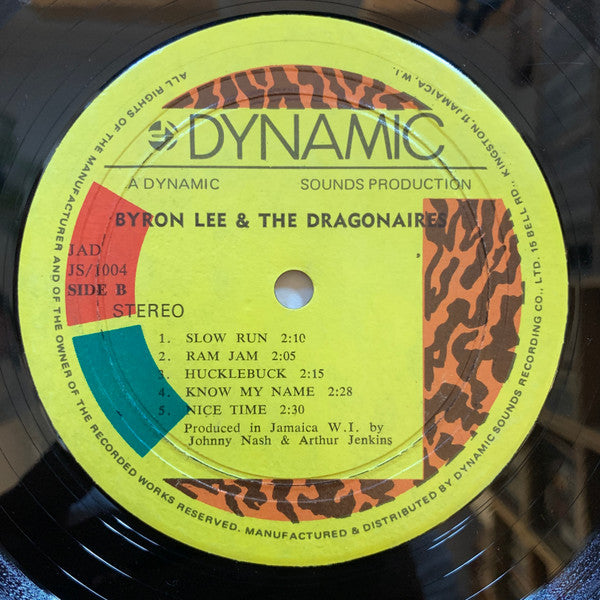 DYNAMIC
A DYNAMIC SOUNDS PRODUCTION
BYRON LEE & THE DRAGONAIRES
JAD
JS/1004
SIDE B
STEREO
1. SLOW RUN 2:10
2. RAM JAM 2:05
3. HUCKLEBUCK 2:15
4. KNOW MY NAME 2:28
5. NICE TIME 2:30
Produced in Jamaica W.I. by
Johnny Nash & Arthur Jenkins
ALL RIGHTS OF THE MANUFACTURER AND OF THE OWNER OF THE RECORDED WORKS RESERVED. MANUFACTURED & DISTRIBUTED BY DYNAMIC SOUNDS RECORDING CO., LTD. 15 BELL RD., KINGSTON, 11 JAMAICA, W.I.